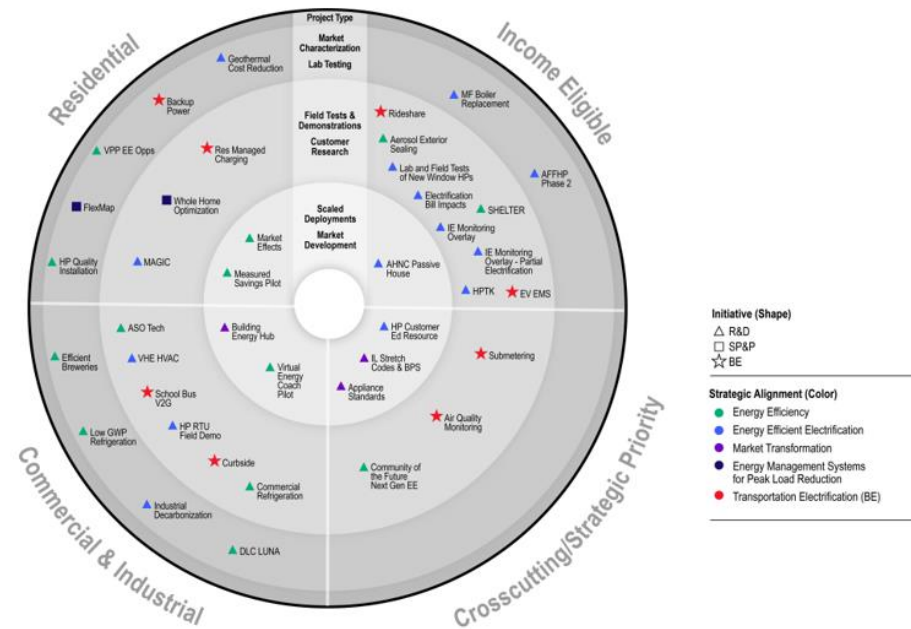 Project Type
Market
Characterization
Lab Testing
Field Tests &
Demonstrations
Customer
Research
Scaled
Deployments
Market
Development
Residential
Geothermal
Cost Reduction
Backup
Power
VPP EE Opps
Res Managed
Charging
FlexMap
Whole Home
Optimization
HP Quality
Installation
MAGIC
Market
Effects
Measured
Savings Pilot
Income Eligible
MF Boiler
Replacement
Rideshare
Aerosol Exterior
Sealing
Lab and Field Tests
of New Window HPs
AFFHP
Phase 2
Electrification
Bill Impacts
SHELTER
IE Monitoring
Overlay
IE Monitoring
Overlay - Partial
Electrification
AHNC Passive
House
HPTK
EV EMS
Commercial & Industrial
ASO Tech
Building
Energy Hub
Efficient
Breweries
VHE HVAC
Virtual
Energy
Coach
Pilot
School Bus
V2G
Low GWP
Refrigeration
HP RTU
Field Demo
Curbside
Commercial
Refrigeration
Industrial
Decarbonization
DLC LUNA
Crosscutting/Strategic Priority
HP Customer
Ed Resource
IL Stretch
Codes & BPS
Submetering
Appliance
Standards
Air Quality
Monitoring
Community of
the Future
Next Gen EE
Initiative (Shape)
R&D
SP&P
BE
Strategic Alignment (Color)
Energy Efficiency
Energy Efficient Electrification
Market Transformation
Energy Management Systems
for Peak Load Reduction
Transportation Electrification (BE)